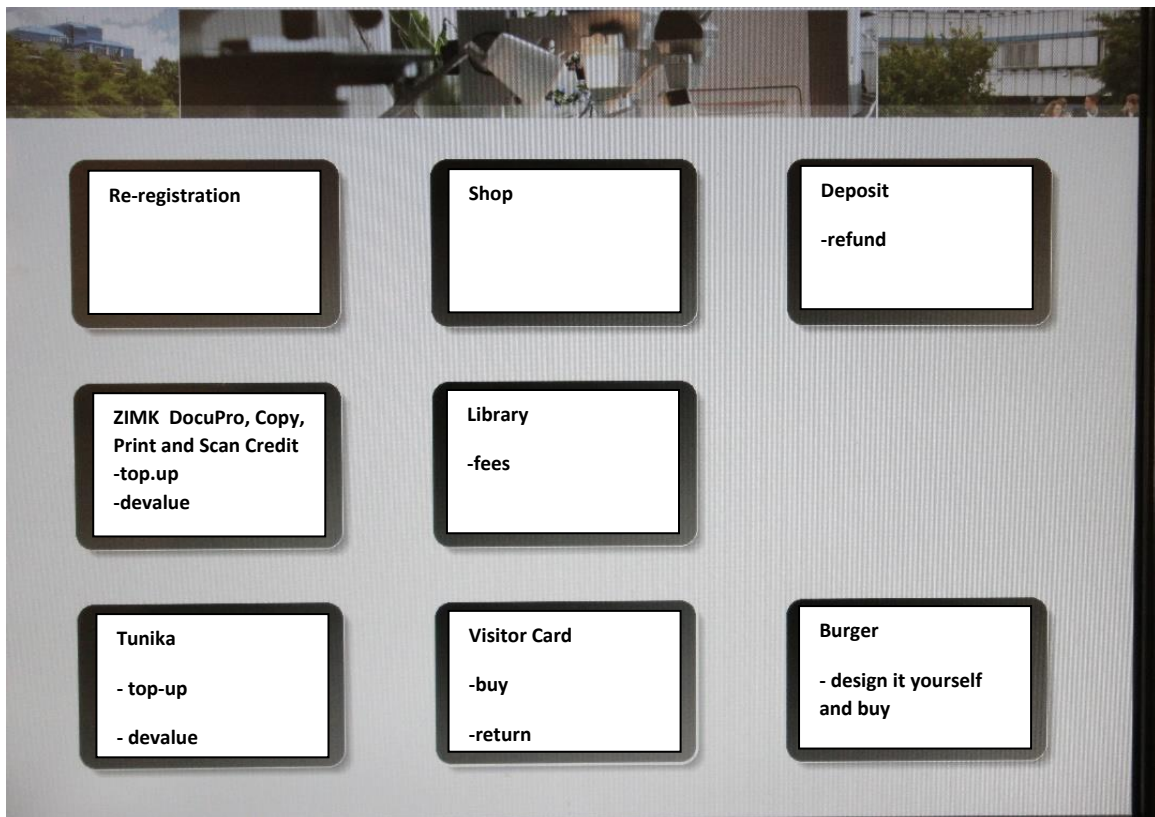 Re-registration
Shop
Deposit
-refund
ZIMK  DocuPro, Copy,
Print and Scan Credit
-top.up
-devalue
Library
-fees
Tunika
- top-up
- devalue
Visitor Card
-buy
-return
Burger
- design it yourself
and buy